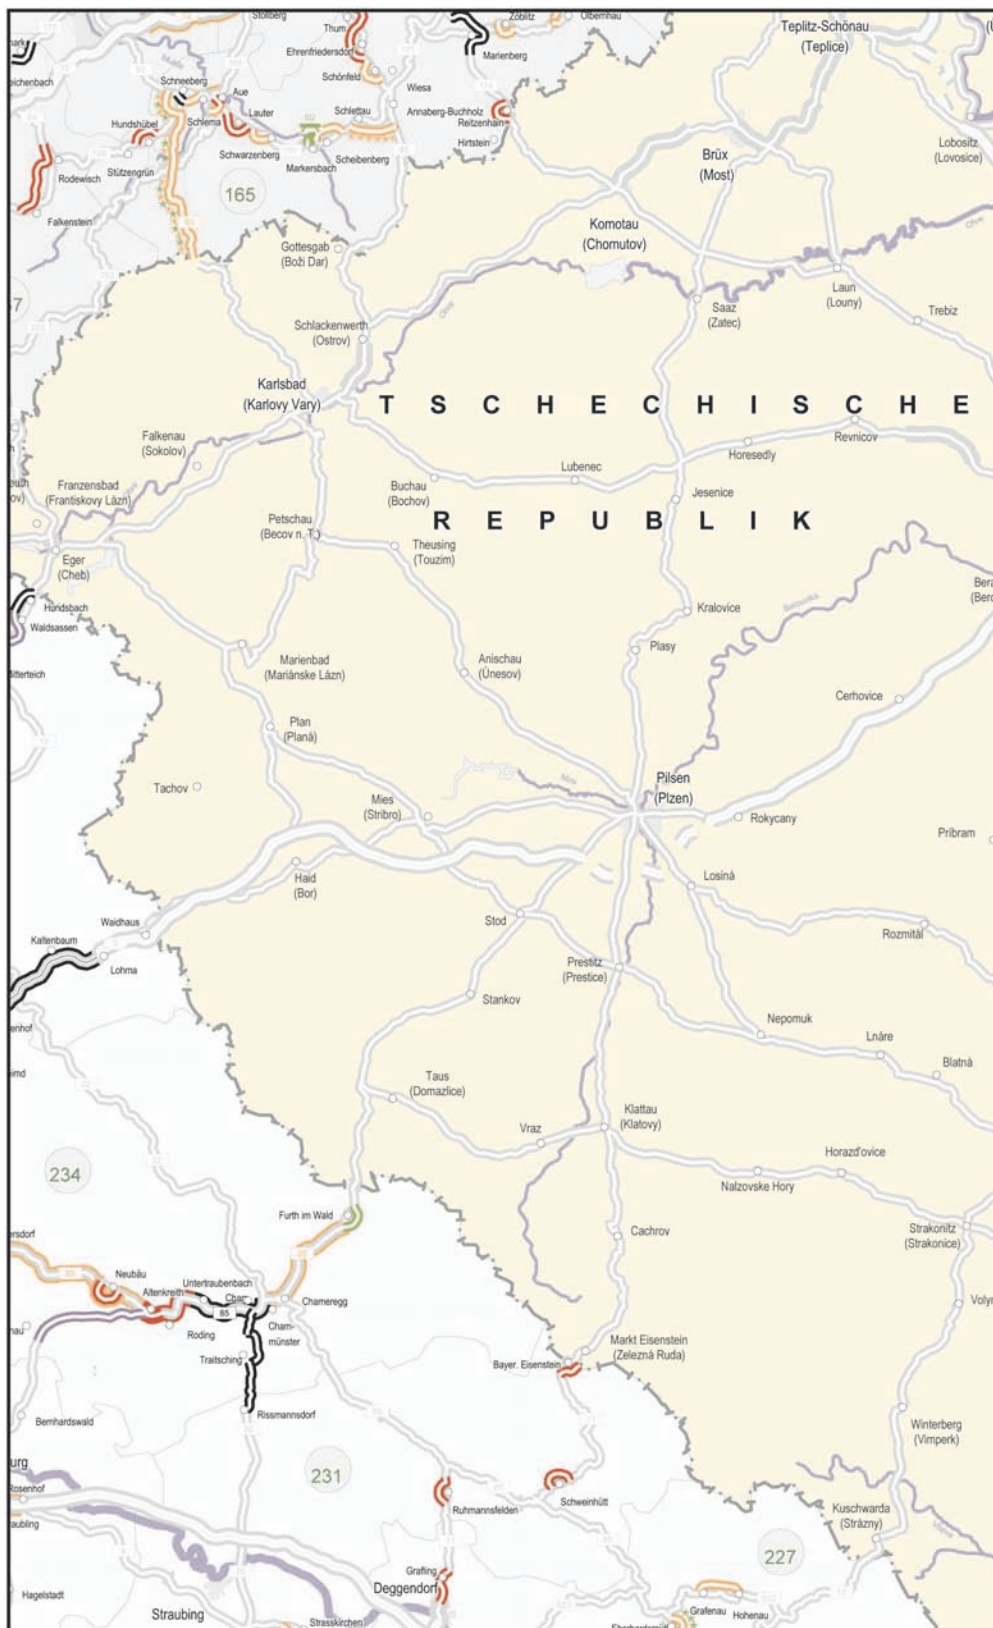 Stollberg
Thum
Zöblitz
Olbernhau
Teplitz-Schönau
(Teplice)
Ehrenfriedersdorf
Marienberg
Schönfeld
Wiesa
Schneeberg
Aue
Annaberg-Buchholz
Schlettau
Reitzenhain
Hundshübel
Schlema
Lauter
Hirtstein
Lobositz
(Lovosice)
Stützengrün
Schwarzenberg
Markersbach
Scheibenberg
Brüx
(Most)
Rodewisch
165
Falkenstein
Komotau
(Chomutov)
Gottesgab
(Boži Dar)
Laun
(Louny)
Saaz
(Zatec)
Trebiz
Schlackenwerth
(Ostrov)
Karlsbad
(Karlovy Vary)
TSCHECHISCHE
Falkenau
(Sokolov)
Revnicov
Horesedly
Lubenec
Buchau
(Bochov)
Franzensbad
(Frantiskovy Lázn)
Jesenice
Petschau
(Becov n. T.)
REPUBLIK
Theusing
(Touzim)
Eger
(Cheb)
Hundsbach
Waldsassen
Kralovice
Plasy
Marienbad
(Mariánske Lázn)
Anischau
(Únesov)
Cerhovice
Plan
(Planá)
Tachov
Pilsen
(Plzen)
Mies
(Stribro)
Rokycany
Pribram
Haid
(Bor)
Losiná
Waidhaus
Stod
Kaltenbaum
Lohma
Rozmitál
Prestitz
(Prestice)
Stankov
Nepomuk
Lnáre
Blatná
Taus
(Domazlice)
Klattau
(Klatovy)
Vraz
234
Horazd'ovice
Nalzovske Hory
Furth im Wald
Cachrov
Strakonitz
(Strakonice)
Neubäu
Untertraubenbach
Altenkreith
Cham
Chameregg
85
Roding
Cham-
münster
Traitsching
Markt Eisenstein
(Zelezná Ruda)
Bayer. Eisenstein
Bernhardswald
Rissmannsdorf
Winterberg
(Vimperk)
231
Rosenhof
Ruhmannsfelden
Schweinhütt
Kuschwarda
(Strázny)
227
Grafling
Deggendorf
Hagelstadt
Straubing
Strasskirchen
Grafenau
Hohenau